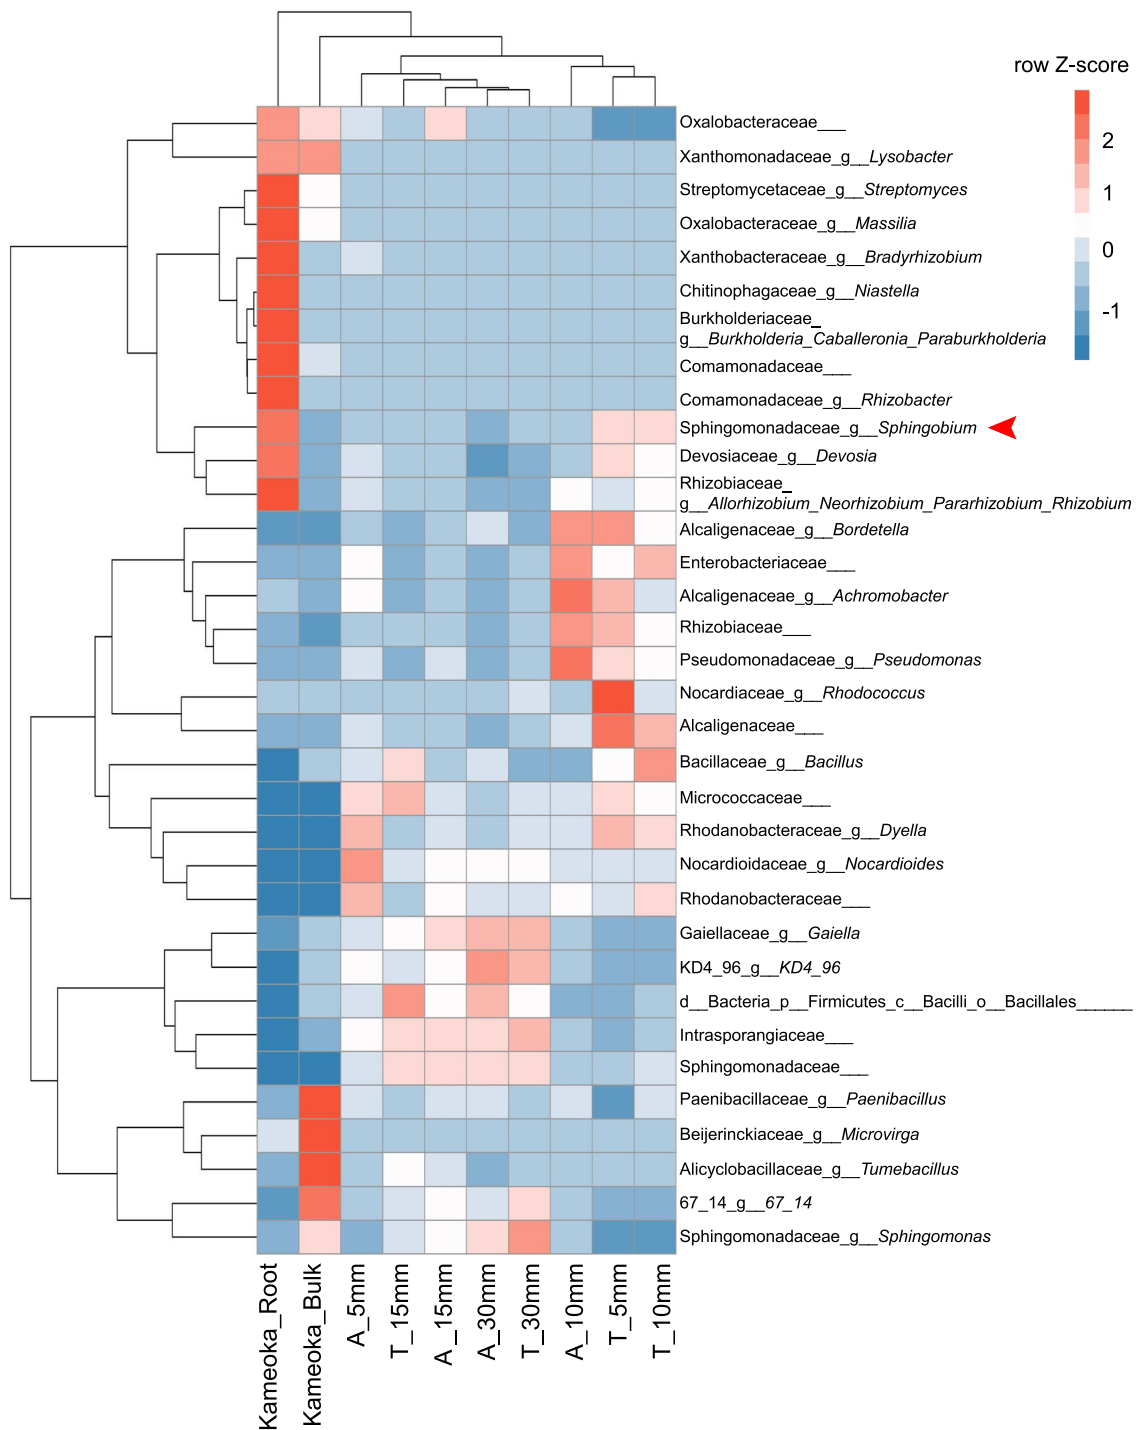 row Z-score
2
1
0
-1
Oxalobacteraceae___
Xanthomonadaceae_g__Lysobacter
Streptomycetaceae_g__Streptomyces
Oxalobacteraceae_g__Massilia
Xanthobacteraceae_g__Bradyrhizobium
Chitinophagaceae_g__Niastella
Burkholderiaceae_
g__Burkholderia_Caballeronia_Paraburkholderia
Comamonadaceae___
Comamonadaceae_g__Rhizobacter
Sphingomonadaceae_g__Sphingobium
Devosiaceae_g__Devosia
Rhizobiaceae_
g__Allorhizobium_Neorhizobium_Pararhizobium_Rhizobium
Alcaligenaceae_g__Bordetella
Enterobacteriaceae___
Alcaligenaceae_g__Achromobacter
Rhizobiaceae___
Pseudomonadaceae_g__Pseudomonas
Nocardiaceae_g__Rhodococcus
Alcaligenaceae___
Bacillaceae_g__Bacillus
Micrococcaceae___
Rhodanobacteraceae_g__Dyella
Nocardioidaceae_g__Nocardioides
Rhodanobacteraceae___
Gaiellaceae_g__Gaiella
KD4_96_g__KD4_96
d__Bacteria_p__Firmicutes_c__Bacilli_o__Bacillales______
Intrasporangiaceae___
Sphingomonadaceae___
Paenibacillaceae_g__Paenibacillus
Beijerinckiaceae_g__Microvirga
Alicyclobacillaceae_g__Tumebacillus
67_14_g__67_14
Sphingomonadaceae_g__Sphingomonas
Kameoka_Root
Kameoka_Bulk
A_5mm
T_15mm
A_15mm
A_30mm
T_30mm
A_10mm
T_5mm
T_10mm